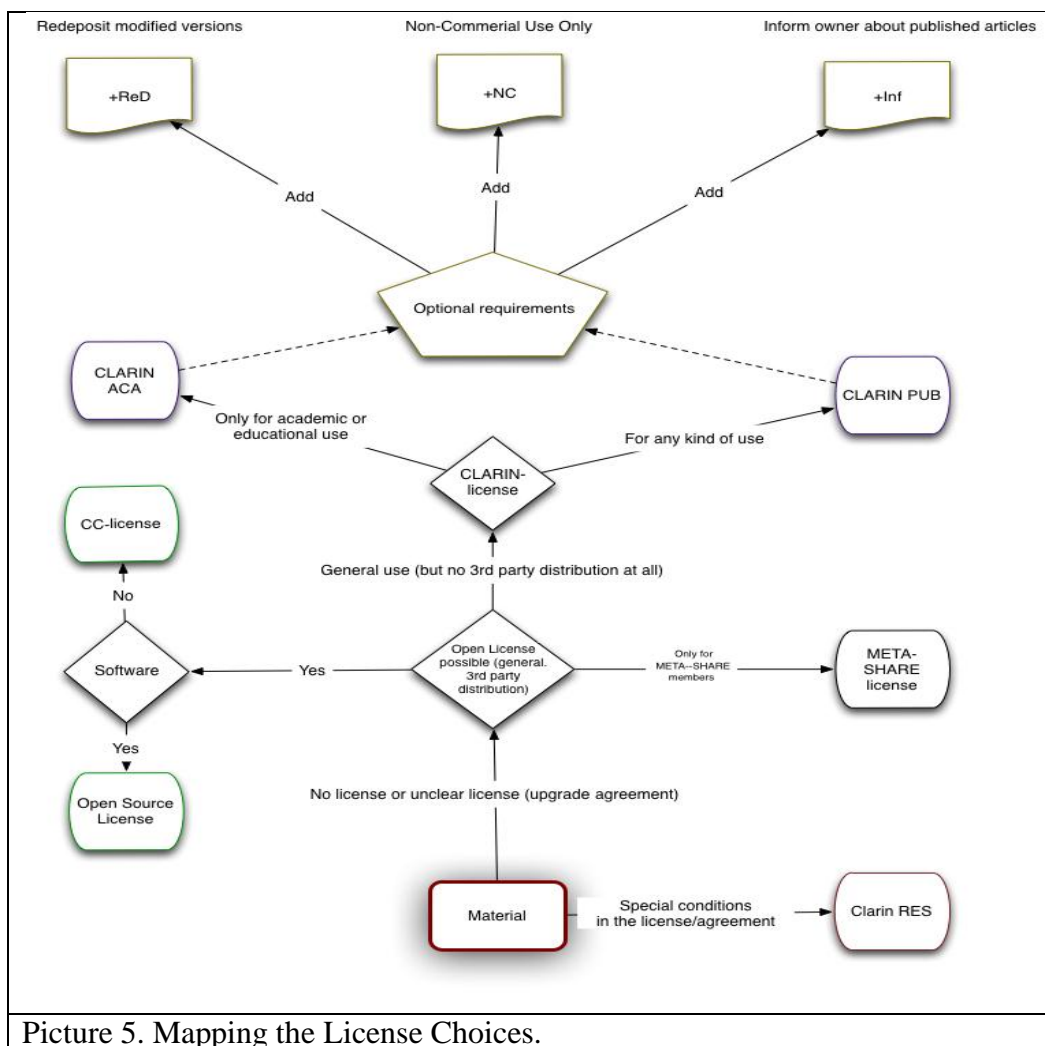 Redeposit modified versions
Non-Commerial Use Only
Inform owner about published articles
+ReD
+NC
+Inf
Add
Add
Add
Optional requirements
CLARIN
ACA
CLARIN PUB
Only for academic or
educational use
For any kind of use
CLARIN-
license
CC-license
General use (but no 3rd party distribution at all)
No
Software
Yes
Open License
possible (general.
3rd party
distribution)
Only for
META--SHARE
members
META-
SHARE
license
Yes
Open Source
License
No license or unclear license (upgrade agreement)
Material
Special conditions
in the license/agreement
Clarin RES
Picture 5. Mapping the License Choices.